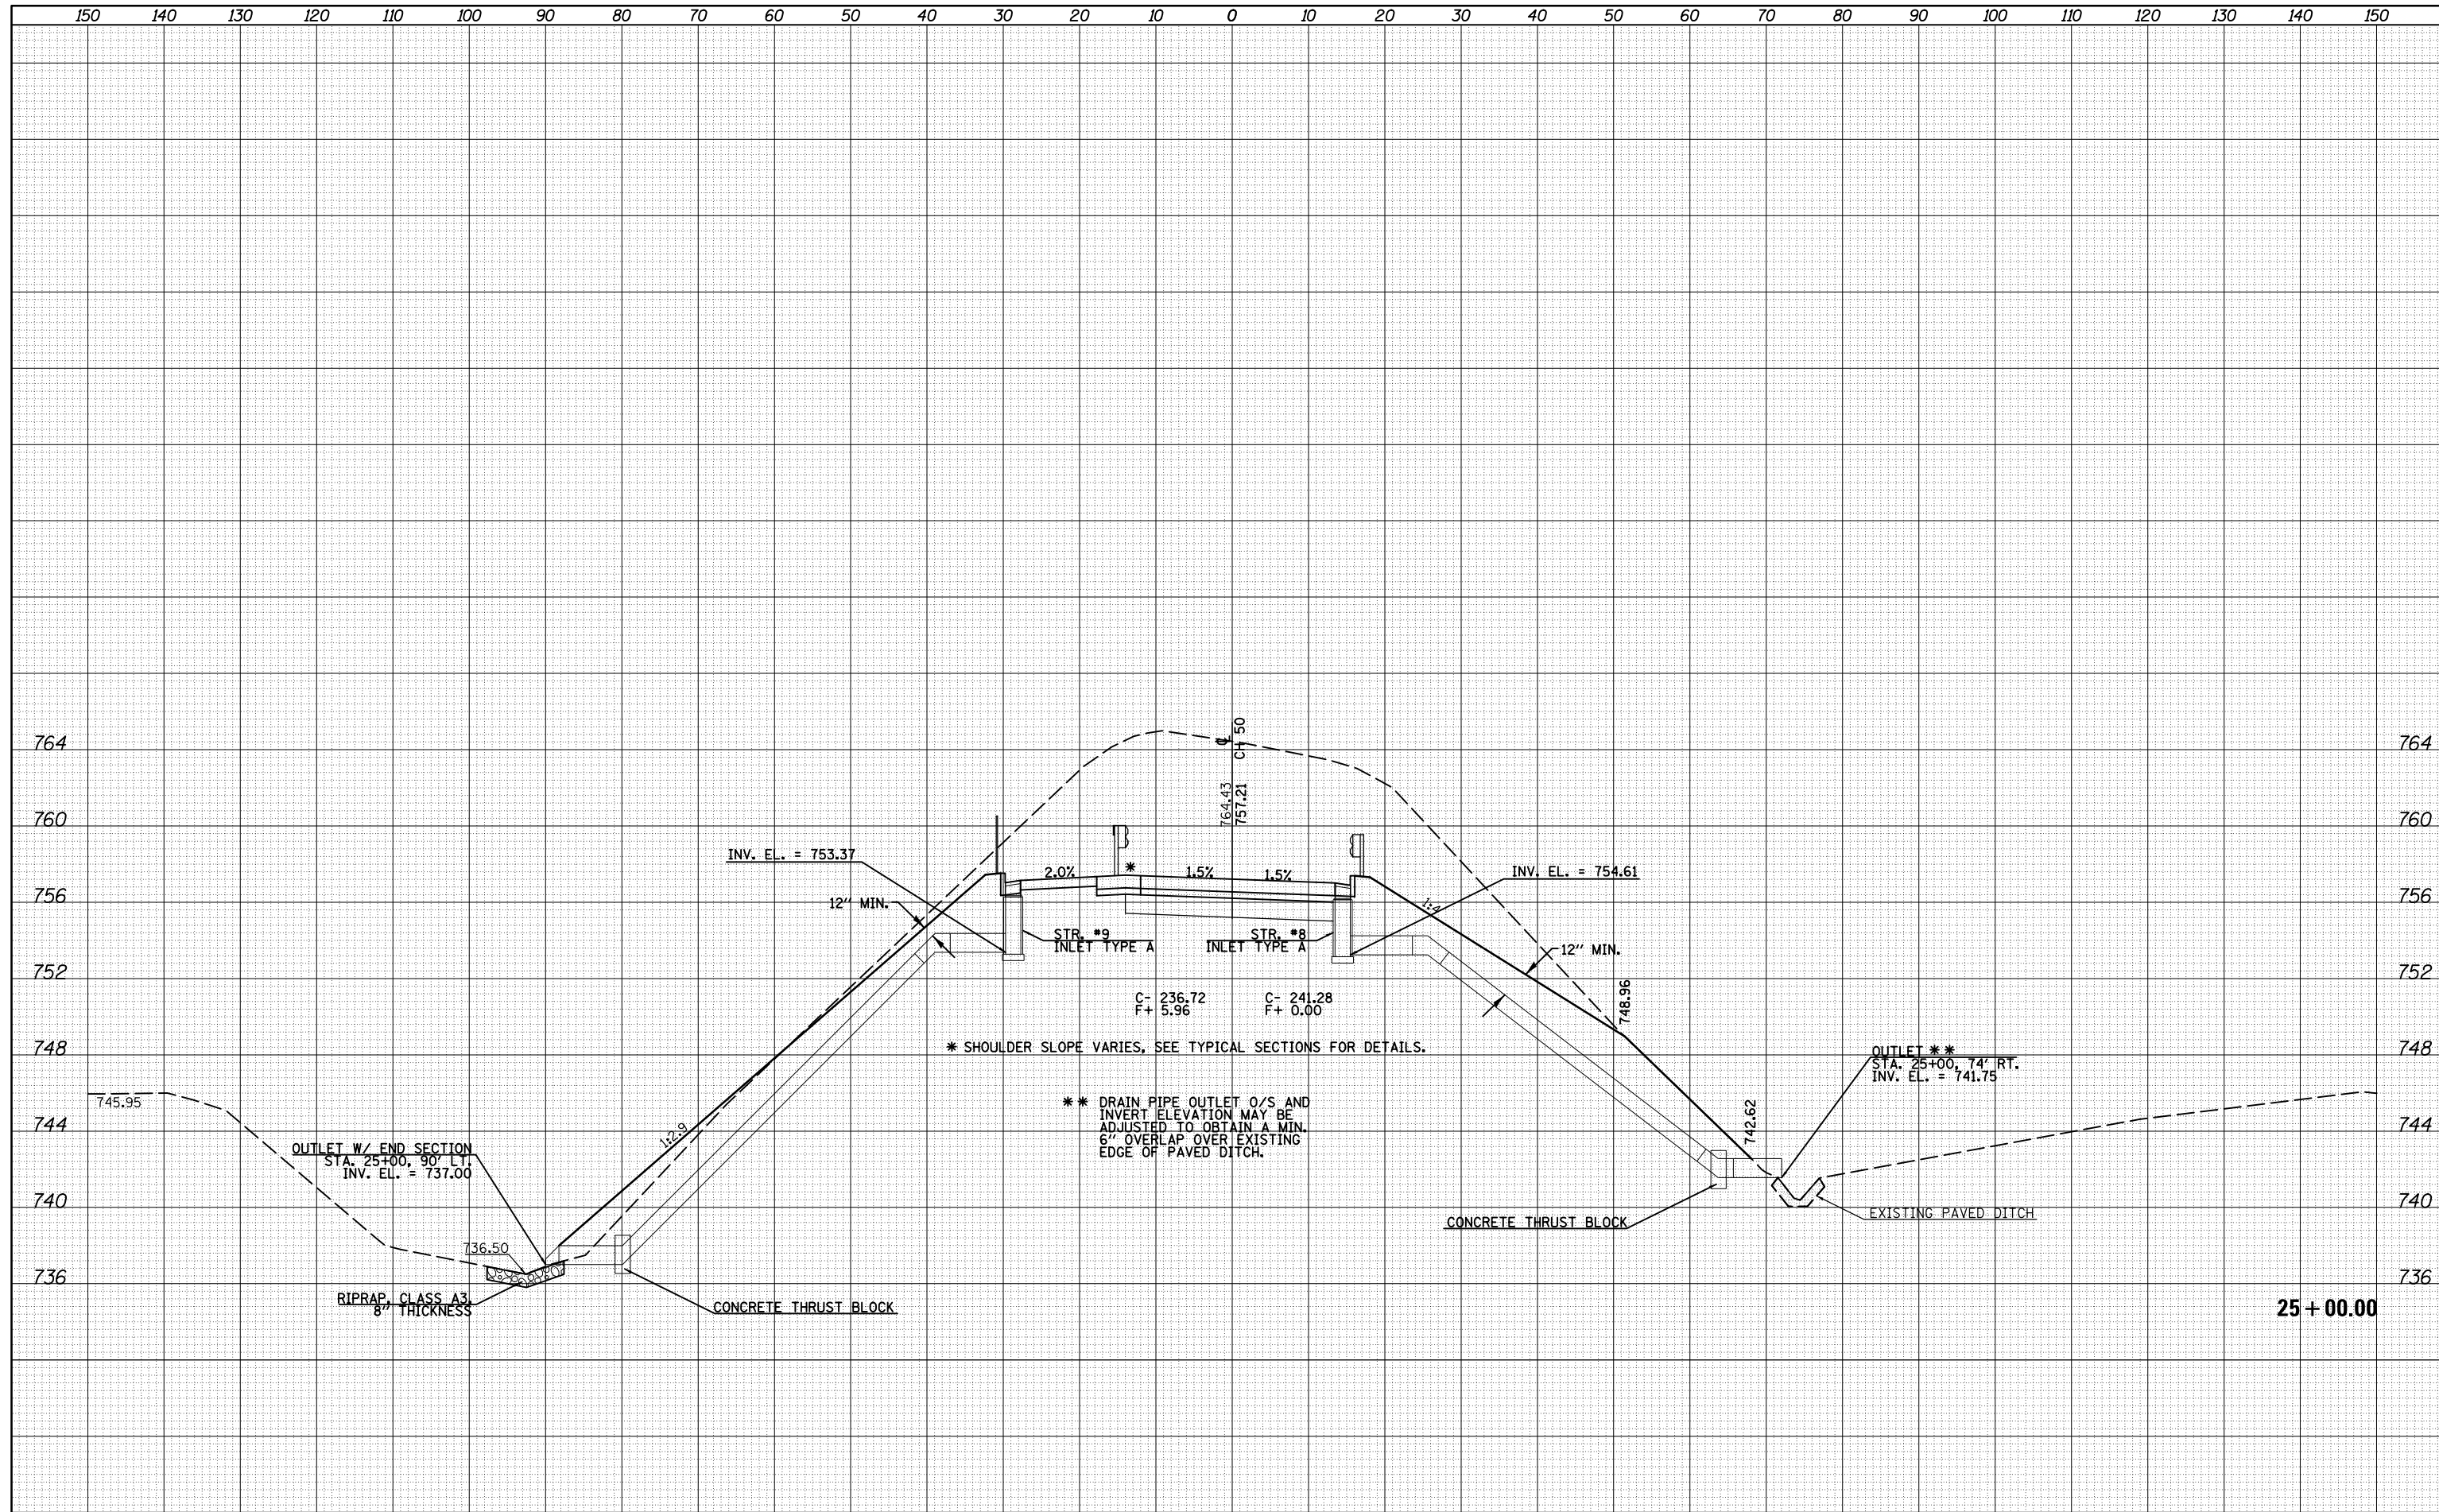 150 140 130 120 110 100 90 80 70 60 50 40 30 20 10 0 10 20 30 40 50 60 70 80 90 100 110 120 130 140 150
℄
Ch 50
764 764
764.43
757.21
760 760
INV. EL. = 753.37
2.0%
*
1.5%
1.5%
INV. EL. = 754.61
756 756
12" MIN.
1:4
STR. #9
INLET TYPE A
STR. #8
INLET TYPE A
12" MIN.
752 752
748.96
C- 236.72
F+ 5.96
C- 241.28
F+ 0.00
* SHOULDER SLOPE VARIES, SEE TYPICAL SECTIONS FOR DETAILS.
748 748
OUTLET **
STA. 25+00, 74' RT.
INV. EL. = 741.75
745.95
** DRAIN PIPE OUTLET O/S AND
INVERT ELEVATION MAY BE
ADJUSTED TO OBTAIN A MIN.
6" OVERLAP OVER EXISTING
EDGE OF PAVED DITCH.
742.62
744 744
1:2.9
OUTLET W/ END SECTION
STA. 25+00, 90' LT.
INV. EL. = 737.00
740 740
EXISTING PAVED DITCH
CONCRETE THRUST BLOCK
736.50
736 736
RIPRAP, CLASS A3,
8" THICKNESS
CONCRETE THRUST BLOCK
25+00.00